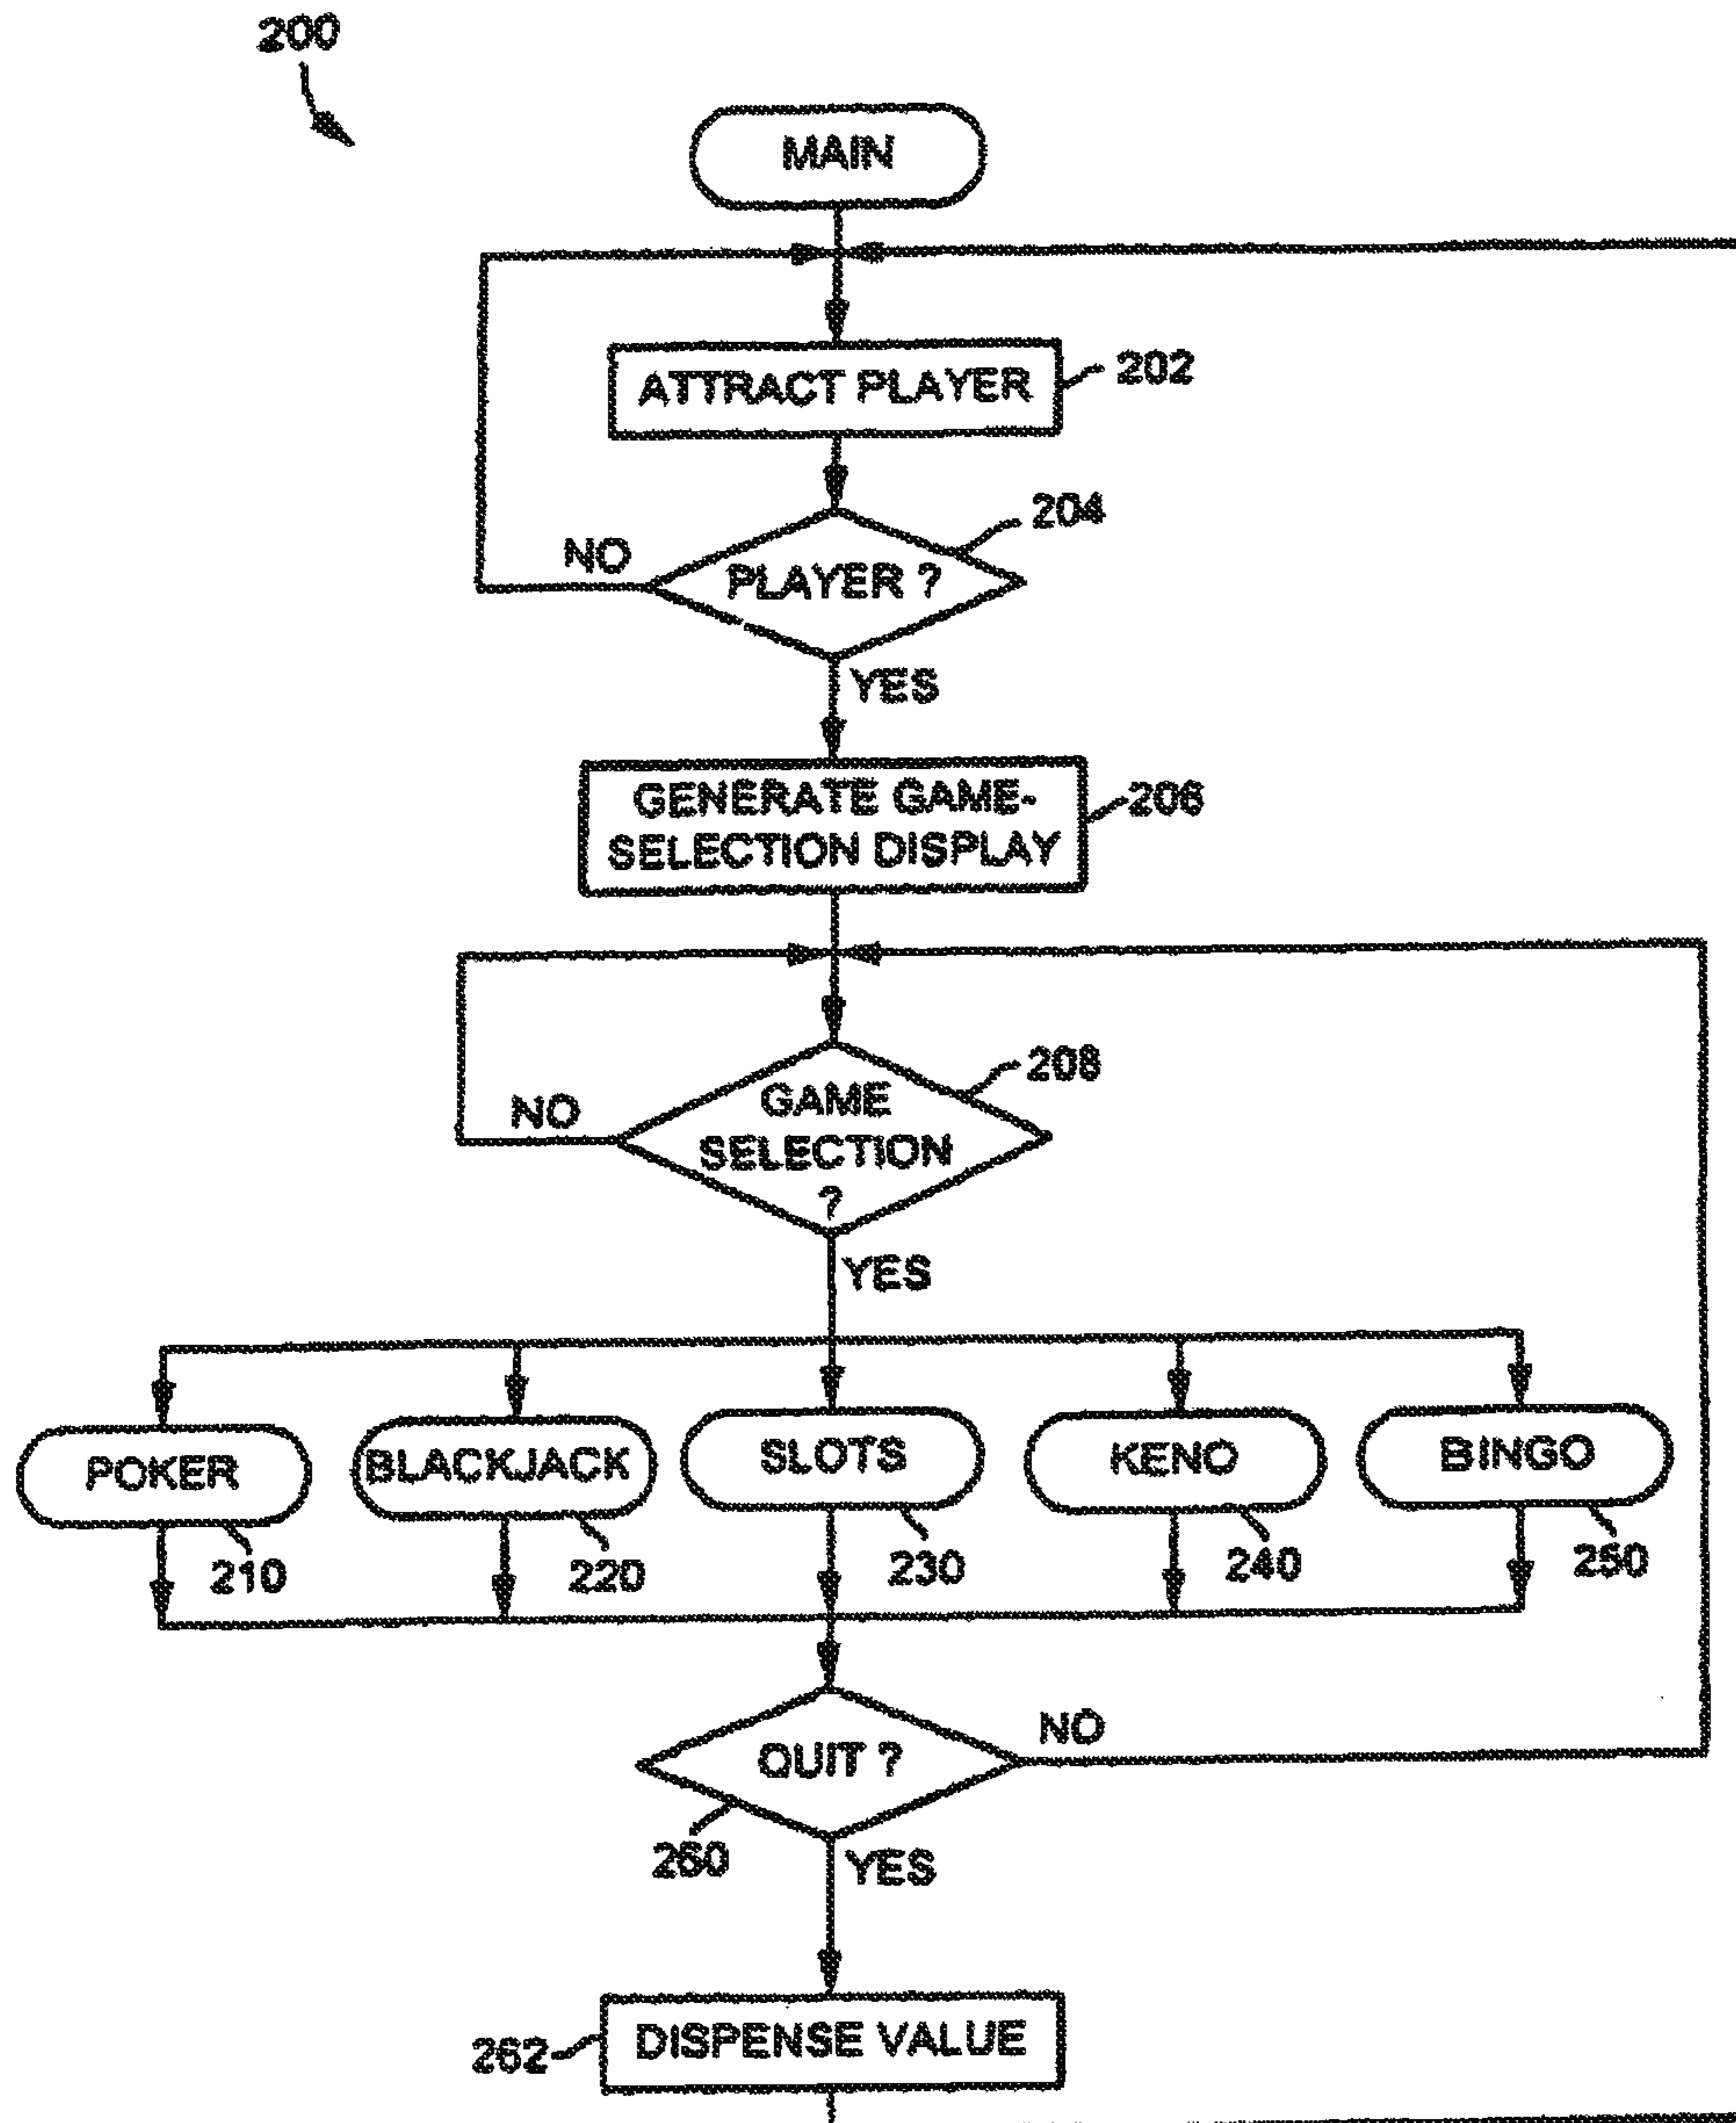 200
MAIN
ATTRACT PLAYER
202
204
NO
PLAYER ?
YES
GENERATE GAME-
SELECTION DISPLAY
206
208
NO
GAME
SELECTION
?
YES
POKER
BLACKJACK
SLOTS
KENO
BINGO
210
220
230
240
250
QUIT ?
NO
260
YES
DISPENSE VALUE
262